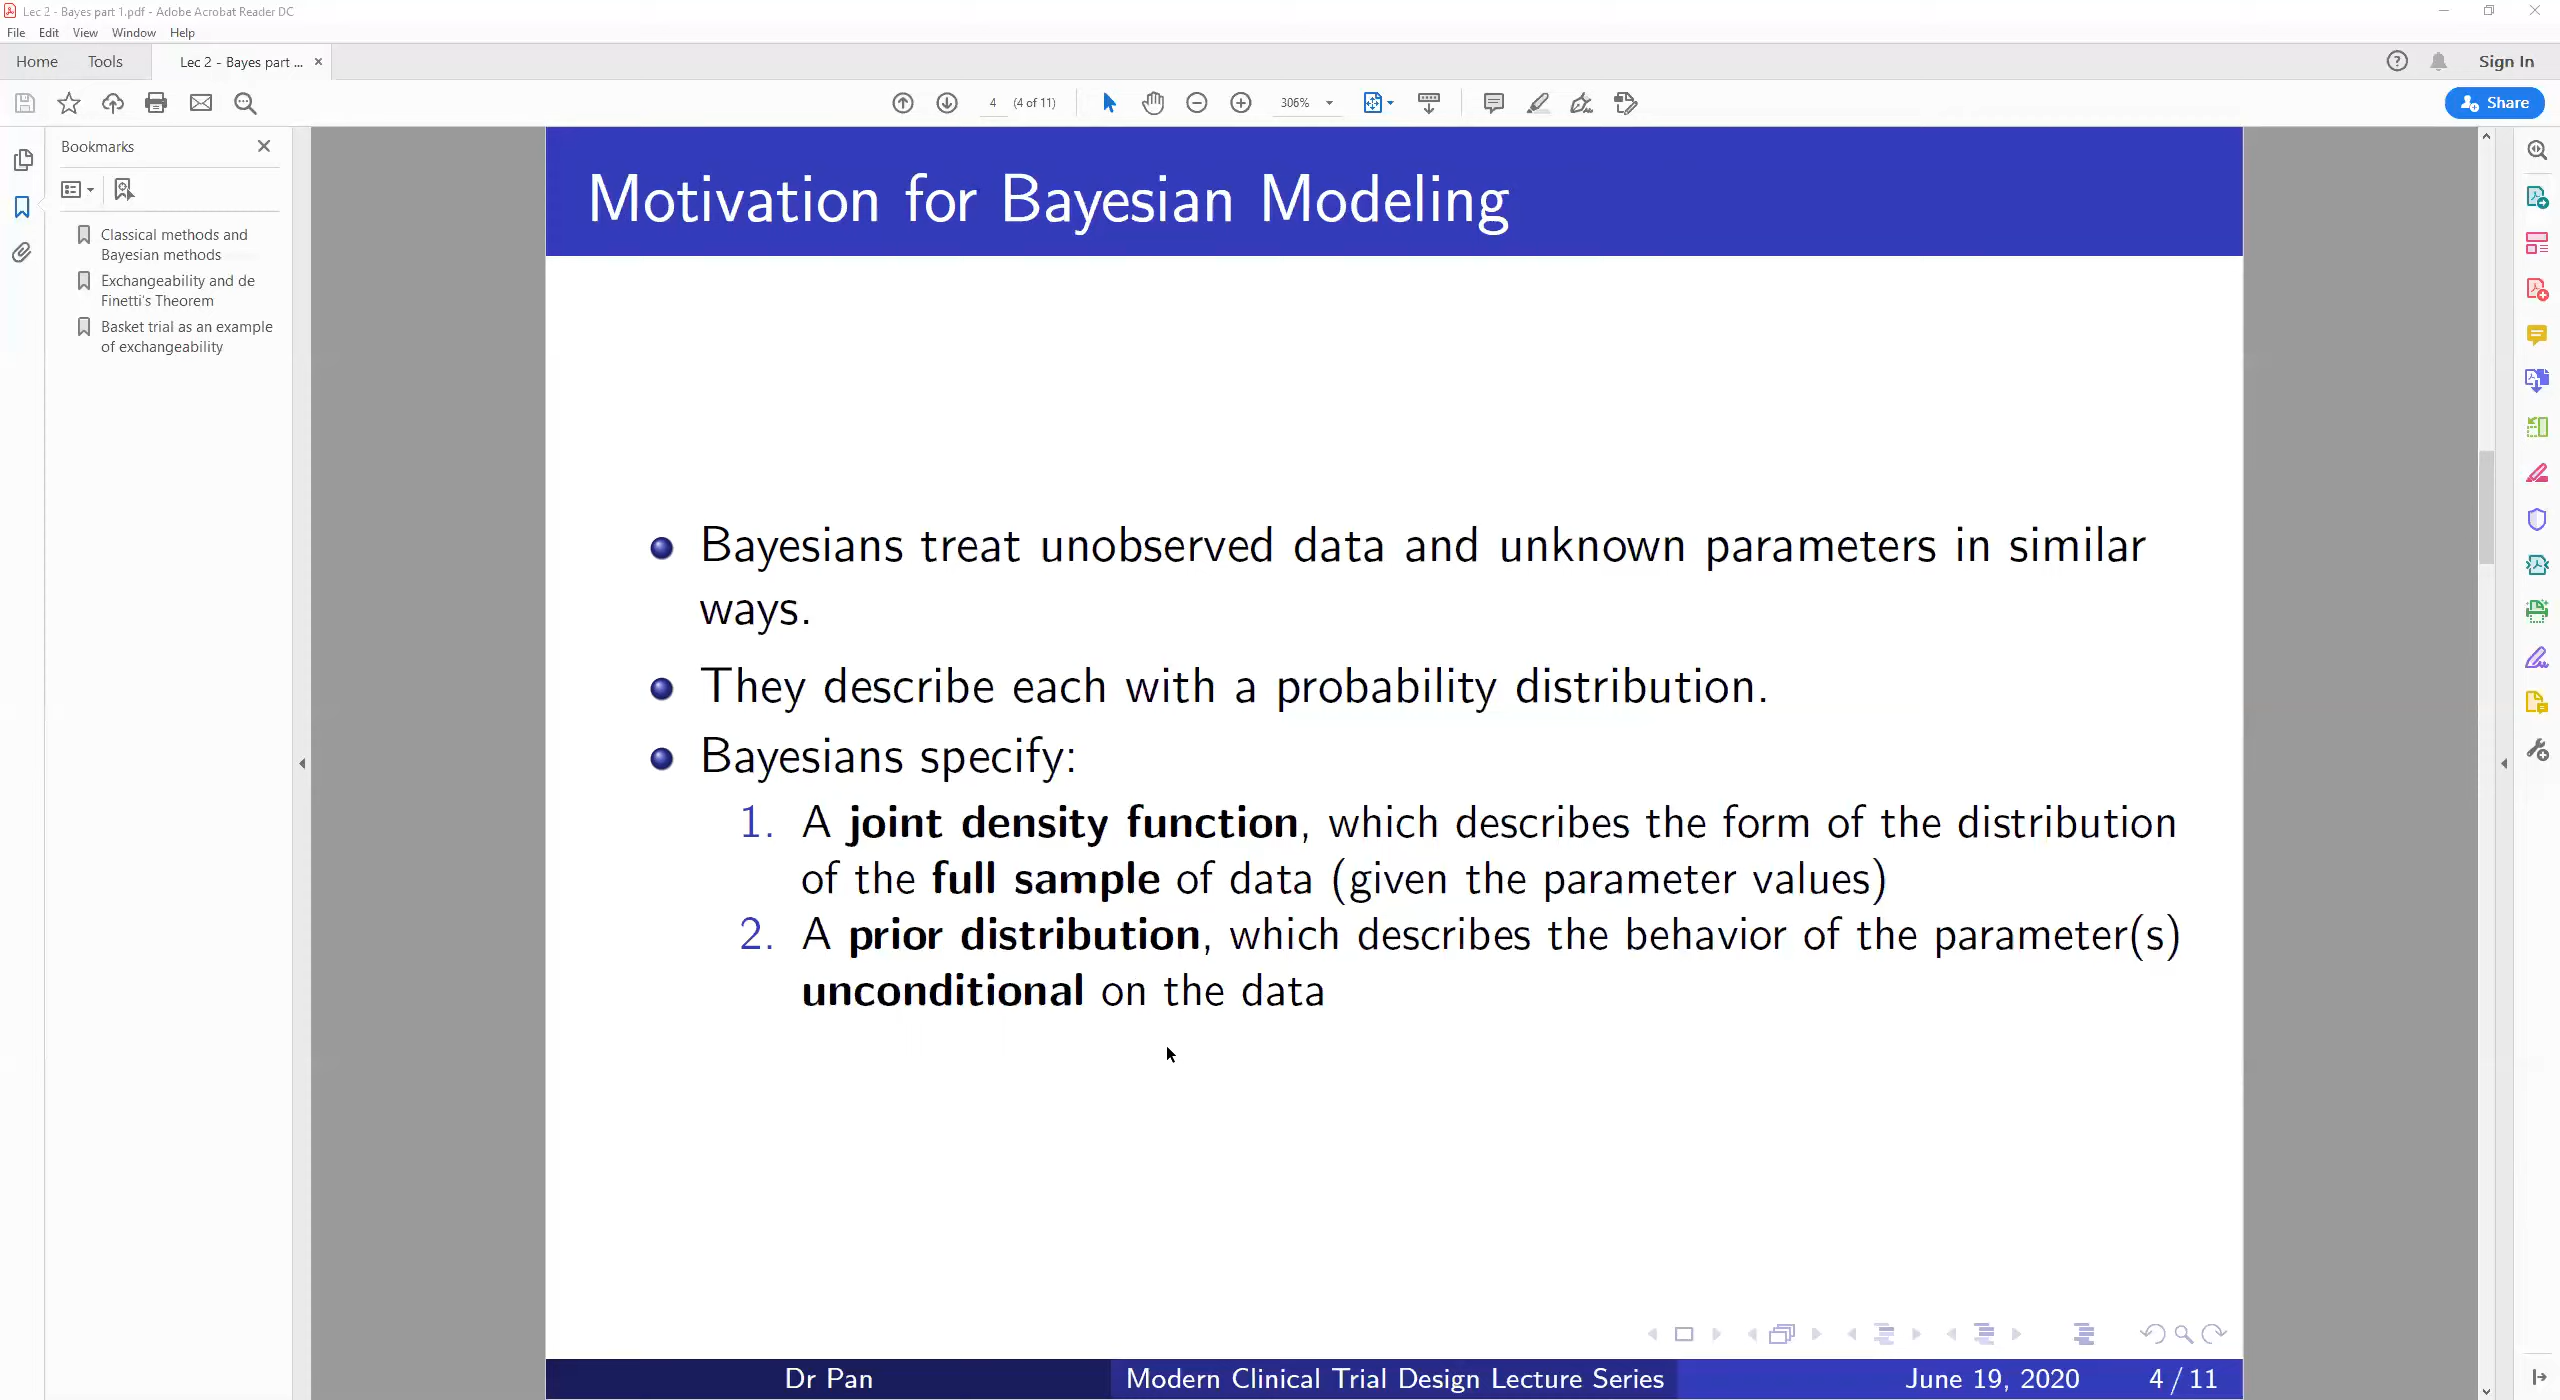 Lec 2 - Bayes part 1.pdf - Adobe Acrobat Reader DC
File Edit View Window Help
Home Tools Lec 2 - Bayes part ... × Sign In
4 (4 of 11) 306% Share
Bookmarks
Classical methods and
Bayesian methods
Exchangeability and de
Finetti's Theorem
Basket trial as an example
of exchangeability
Motivation for Bayesian Modeling
Bayesians treat unobserved data and unknown parameters in similar
ways.
They describe each with a probability distribution.
Bayesians specify:
1. A joint density function, which describes the form of the distribution
of the full sample of data (given the parameter values)
2. A prior distribution, which describes the behavior of the parameter(s)
unconditional on the data
Dr Pan Modern Clinical Trial Design Lecture Series June 19, 2020 4 / 11